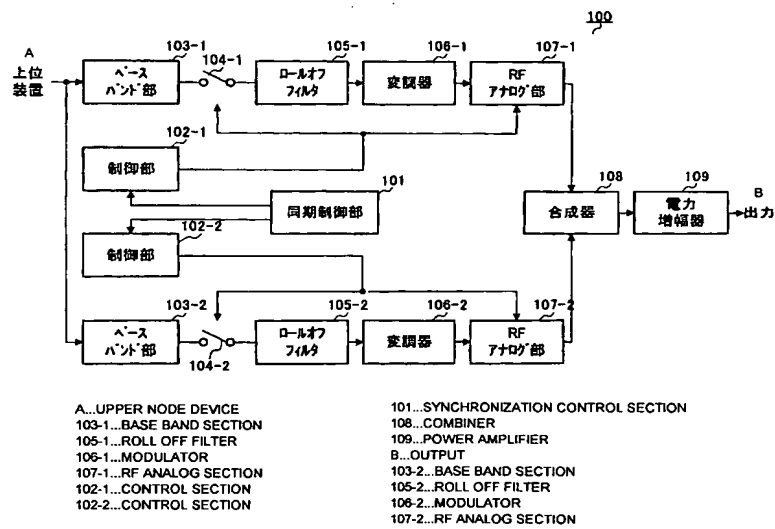 100
A
上位
装置
103-1
ベース
バンド部
104-1
105-1
ロールオフ
フィルタ
106-1
変調器
107-1
RF
アナログ部
102-1
制御部
101
同期制御部
102-2
制御部
108
合成器
109
電力
増幅器
B
出力
103-2
ベース
バンド部
104-2
105-2
ロールオフ
フィルタ
106-2
変調器
107-2
RF
アナログ部
A...UPPER NODE DEVICE
103-1...BASE BAND SECTION
105-1...ROLL OFF FILTER
106-1...MODULATOR
107-1...RF ANALOG SECTION
102-1...CONTROL SECTION
102-2...CONTROL SECTION
101...SYNCHRONIZATION CONTROL SECTION
108...COMBINER
109...POWER AMPLIFIER
B...OUTPUT
103-2...BASE BAND SECTION
105-2...ROLL OFF FILTER
106-2...MODULATOR
107-2...RF ANALOG SECTION